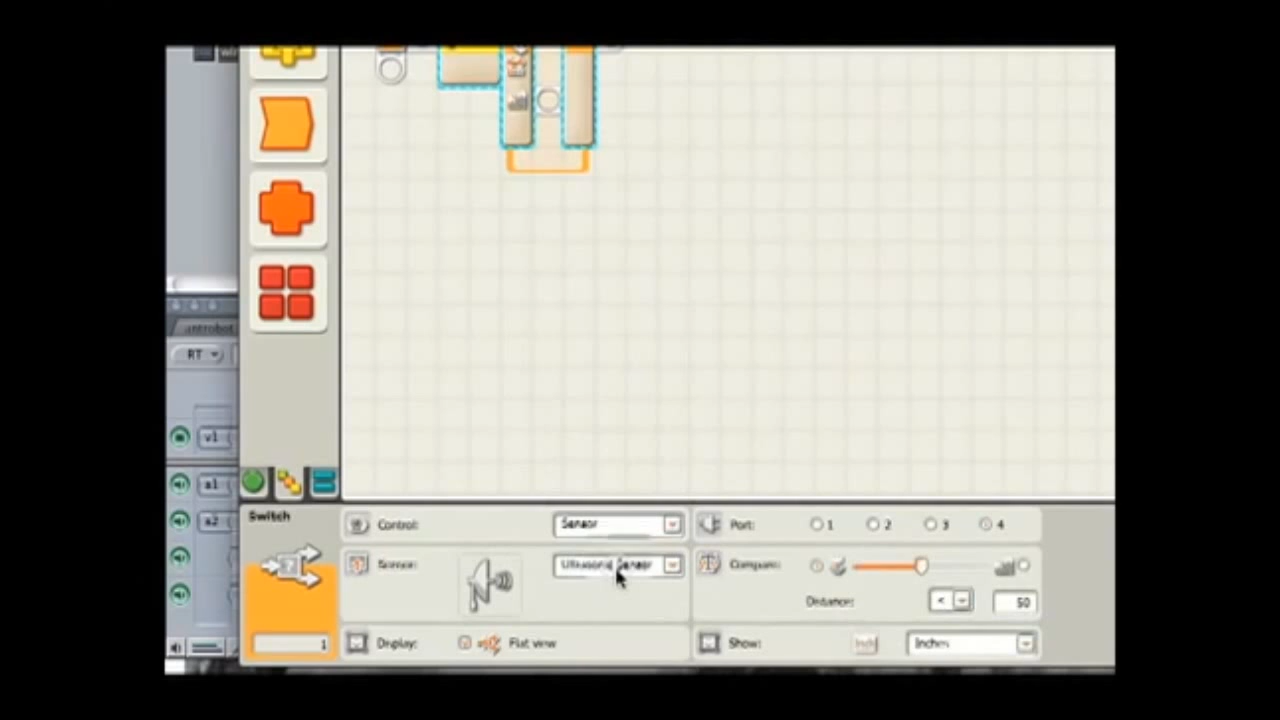 antrobot
RT
v1
a1
a2
Switch
1
Control:
Sensor
Sensor:
Ultrasonic Sensor
Display:
Flat view
Port:
1
2
3
4
Compare:
Distance:
<
50
Show:
Inches